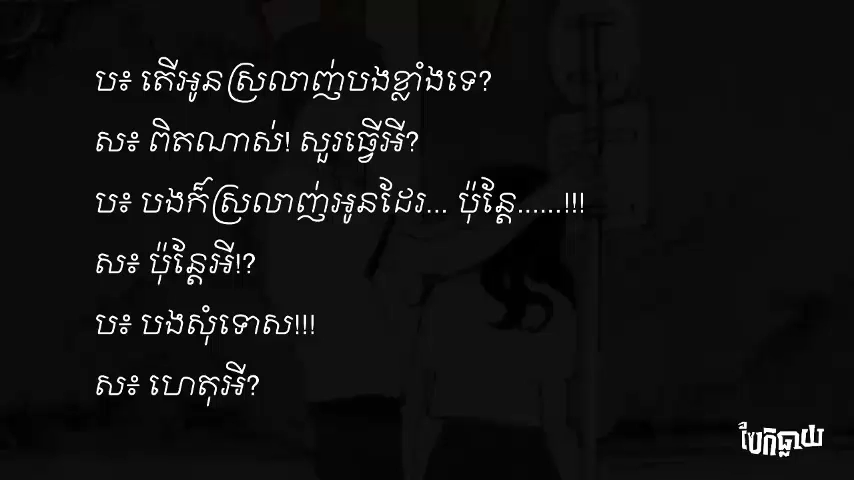 ប៖ តើអូនស្រលាញ់បងខ្លាំងទេ?
ស៖ ពិតណាស់! សួរធ្វើអី?
ប៖ បងក៏ស្រលាញ់អូនដែរ... ប៉ុន្តែ......!!!
ស៖ ប៉ុន្តែអី!?
ប៖ បងសុំទោស!!!
ស៖ ហេតុអី?
បែកធ្លាយ